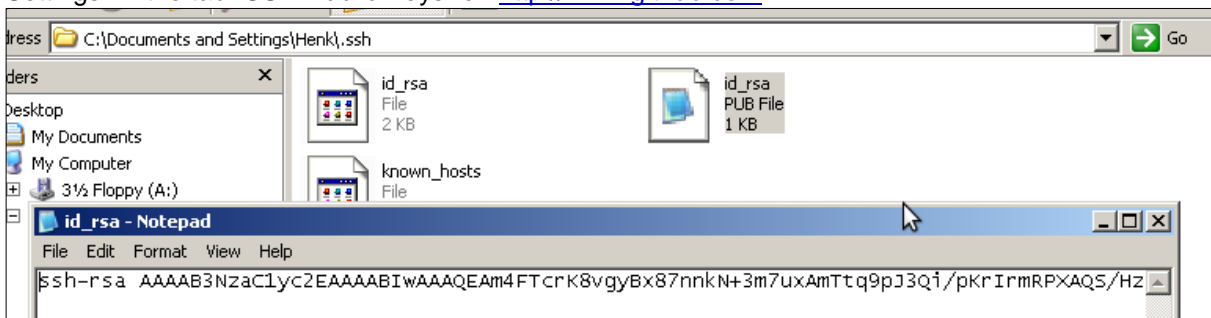 dress C:\Documents and Settings\Henk\.ssh Go
ders X
Desktop
My Documents
My Computer
3½ Floppy (A:)
id_rsa
File
2 KB
id_rsa
PUB File
1 KB
known_hosts
File
id_rsa - Notepad
File Edit Format View Help
ssh-rsa AAAAB3NzaC1yc2EAAAABIwAAAQEAm4FTcrK8vgyBx87nnkN+3m7uxAmTtq9pJ3Qi/pKrIrmRPXAQS/Hz